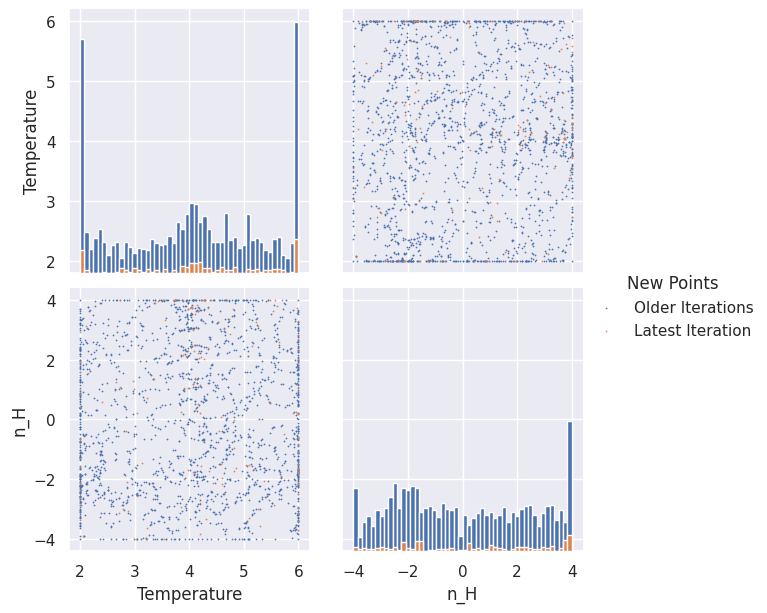 6
5
4
3
2
Temperature
4
2
0
−2
−4
n_H
2 3 4 5 6
Temperature
−4 −2 0 2 4
n_H
New Points
Older Iterations
Latest Iteration